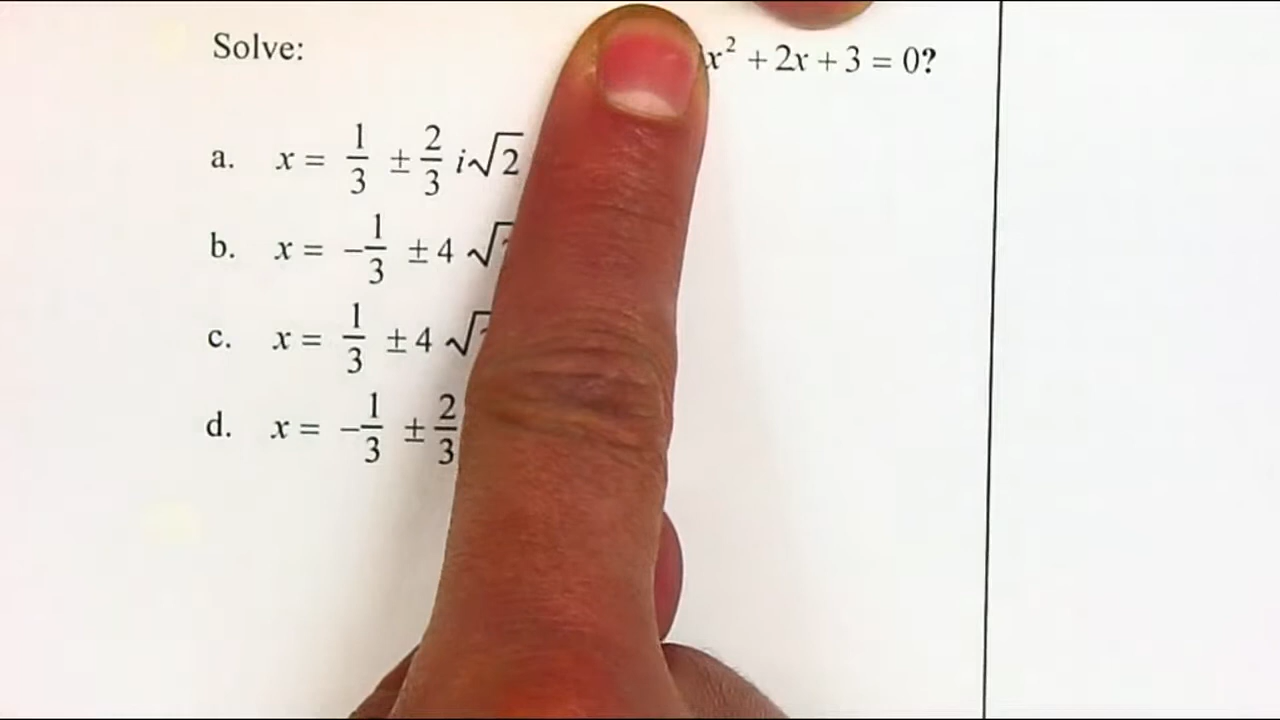 Solve: x² + 2x + 3 = 0?
a. x = 1/3 ± 2/3 i√2
b. x = -1/3 ± 4 √
c. x = 1/3 ± 4 √
d. x = -1/3 ± 2/3